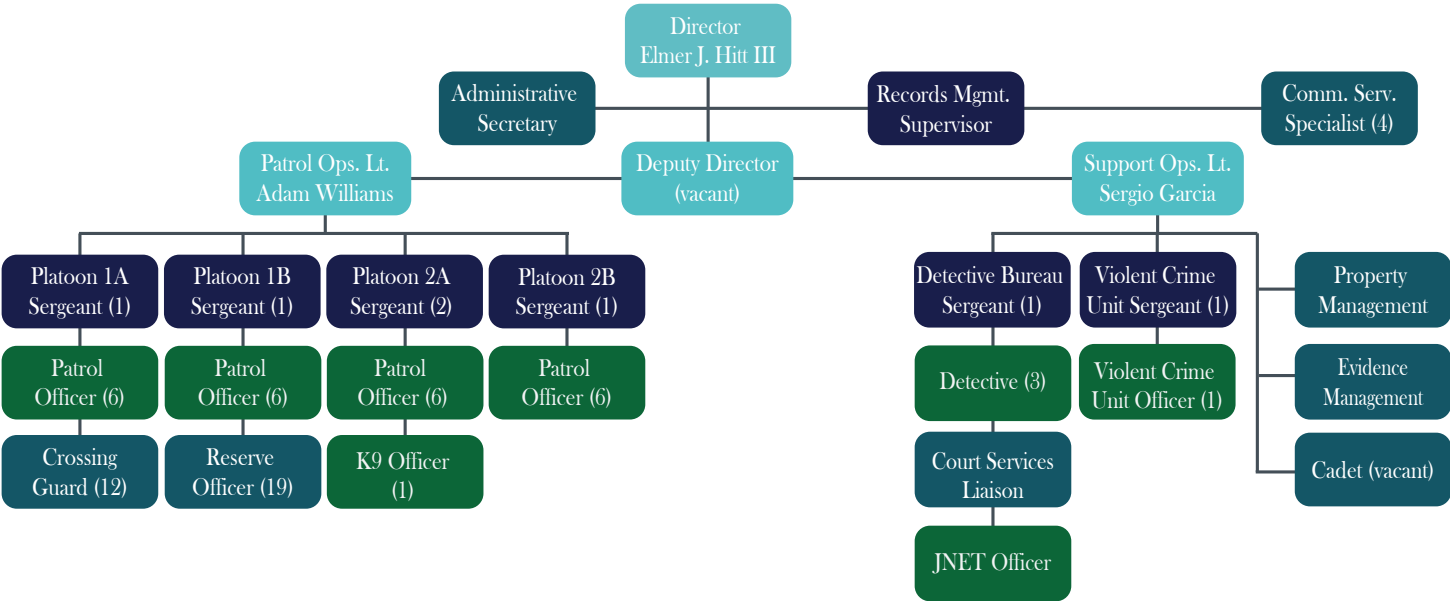 Director
Elmer J. Hitt III
Administrative
Secretary
Records Mgmt.
Supervisor
Comm. Serv.
Specialist (4)
Patrol Ops. Lt.
Adam Williams
Deputy Director
(vacant)
Support Ops. Lt.
Sergio Garcia
Platoon 1A
Sergeant (1)
Platoon 1B
Sergeant (1)
Platoon 2A
Sergeant (2)
Platoon 2B
Sergeant (1)
Detective Bureau
Sergeant (1)
Violent Crime
Unit Sergeant (1)
Property
Management
Patrol
Officer (6)
Patrol
Officer (6)
Patrol
Officer (6)
Patrol
Officer (6)
Detective (3)
Violent Crime
Unit Officer (1)
Evidence
Management
Crossing
Guard (12)
Reserve
Officer (19)
K9 Officer
(1)
Court Services
Liaison
Cadet (vacant)
JNET Officer